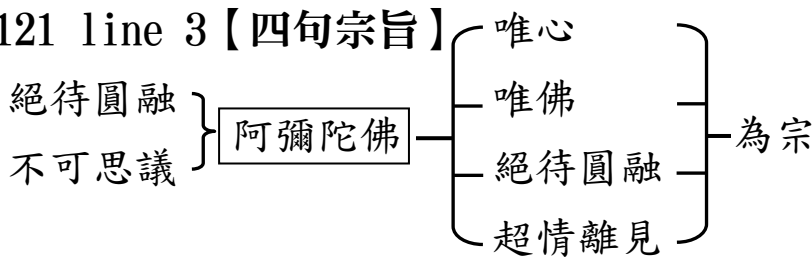 121 line 3【四句宗旨】
絕待圓融
不可思議
阿彌陀佛
唯心
唯佛
絕待圓融
超情離見
為宗